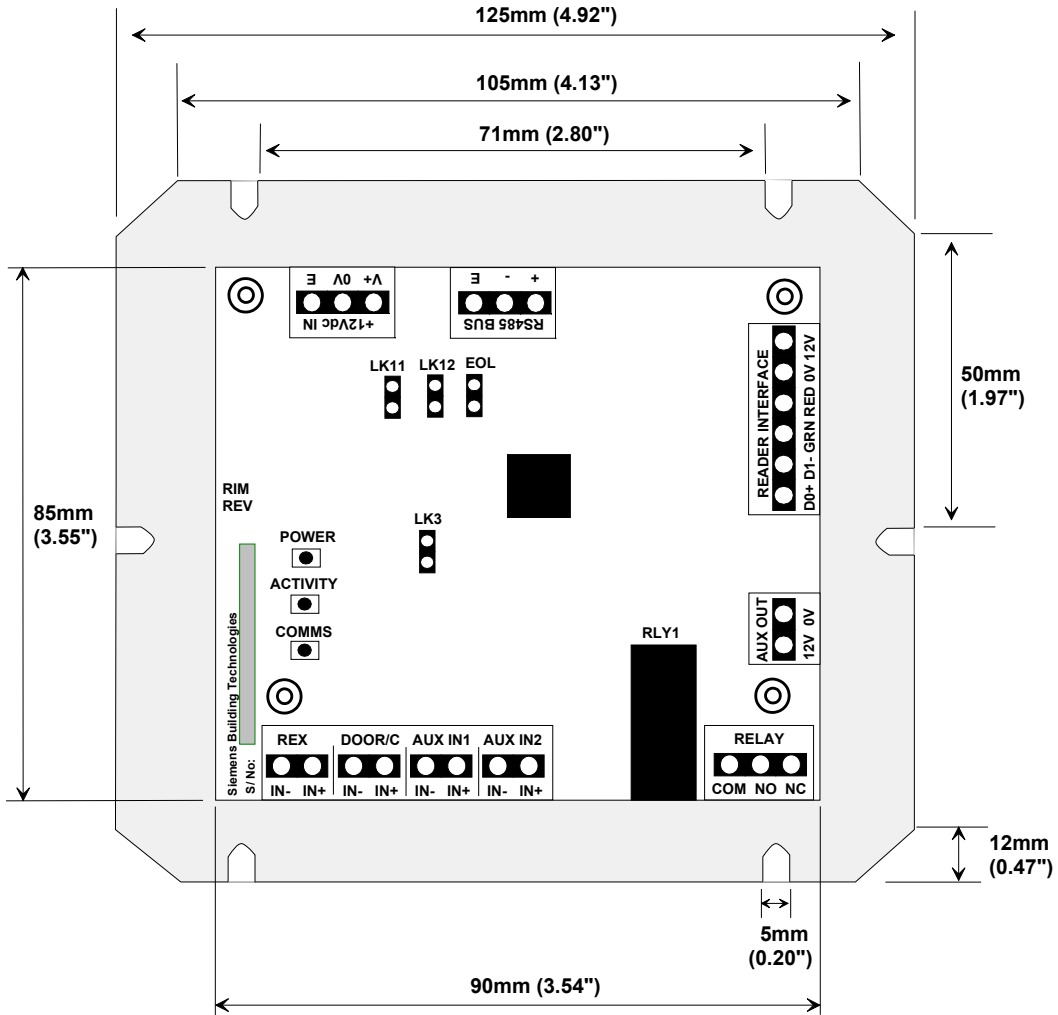 125mm (4.92")
105mm (4.13")
71mm (2.80")
E 0V V+
+12Vdc IN
E - +
RS485 BUS
LK11 LK12 EOL
READER INTERFACE
D0+ D1- GRN RED 0V 12V
50mm
(1.97")
RIM
REV
85mm
(3.55")
LK3
POWER
ACTIVITY
COMMS
Siemens Building Technologies
S/ No:
RLY1
AUX OUT
12V 0V
REX DOOR/C AUX IN1 AUX IN2
IN- IN+ IN- IN+ IN- IN+ IN- IN+
RELAY
COM NO NC
12mm
(0.47")
5mm
(0.20")
90mm (3.54")